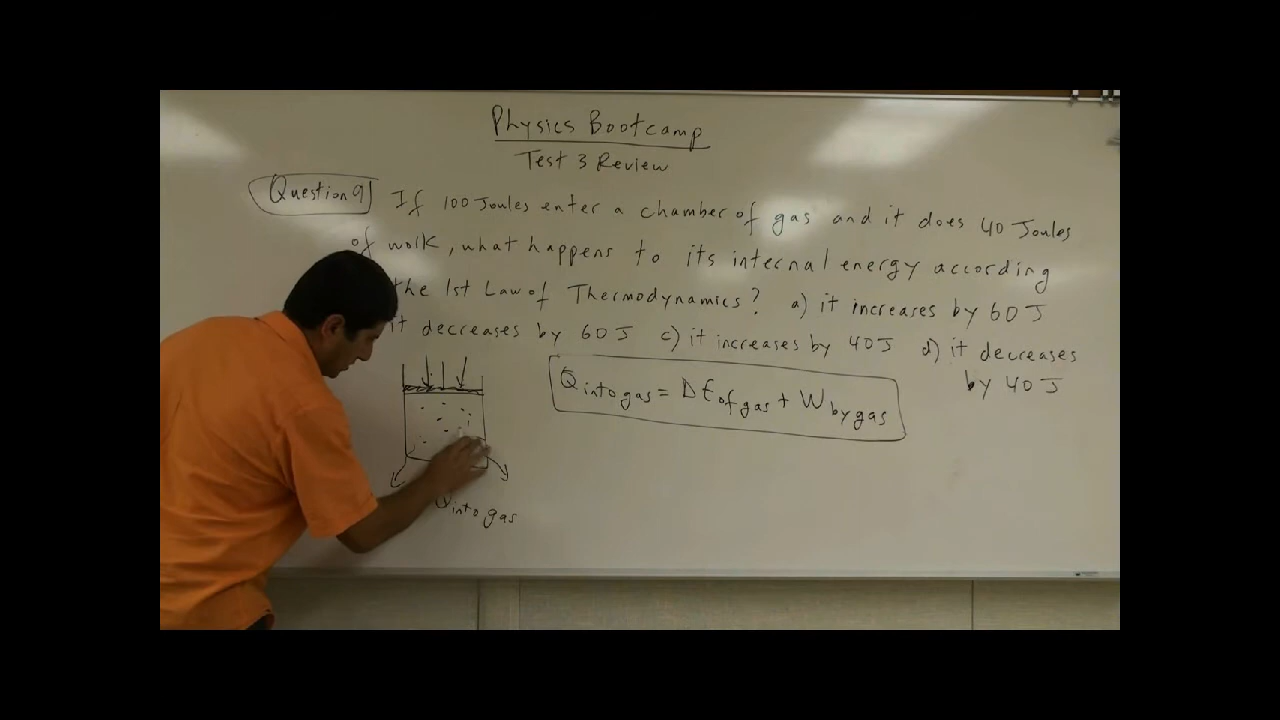 Physics Bootcamp
Test 3 Review
Question 9) If 100 Joules enter a chamber of gas and it does 40 Joules
of work, what happens to its internal energy according
the 1st Law of Thermodynamics? a) it increases by 60 J
it decreases by 60 J c) it increases by 40 J d) it decreases
by 40 J
Q into gas = DE of gas + W by gas
Q into gas